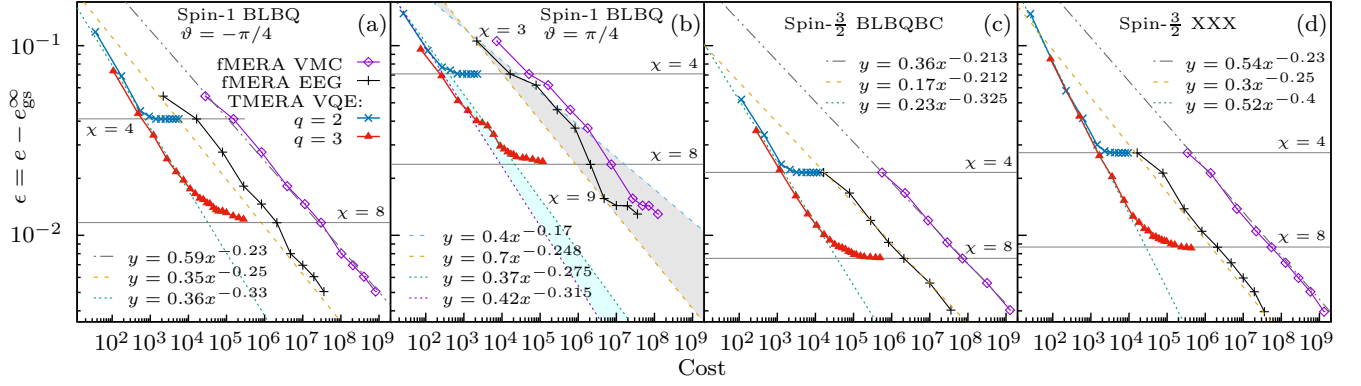 Spin-1 BLBQ (a)
ϑ = −π/4
fMERA VMC
fMERA EEG
TMERA VQE:
q = 2
q = 3
χ = 4
χ = 8
y = 0.59x^{−0.23}
y = 0.35x^{−0.25}
y = 0.36x^{−0.33}
10^{−1}
10^{−2}
ϵ = e − e_{gs}^{∞}
10^2 10^3 10^4 10^5 10^6 10^7 10^8 10^9
Spin-1 BLBQ (b)
ϑ = π/4
χ = 3
χ = 4
χ = 8
χ = 9
y = 0.4x^{−0.17}
y = 0.7x^{−0.248}
y = 0.37x^{−0.275}
y = 0.42x^{−0.315}
10^2 10^3 10^4 10^5 10^6 10^7 10^8 10^9
Spin-3/2 BLBQBC (c)
y = 0.36x^{−0.213}
y = 0.17x^{−0.212}
y = 0.23x^{−0.325}
χ = 4
χ = 8
10^2 10^3 10^4 10^5 10^6 10^7 10^8 10^9
Spin-3/2 XXX (d)
y = 0.54x^{−0.23}
y = 0.3x^{−0.25}
y = 0.52x^{−0.4}
χ = 4
χ = 8
10^2 10^3 10^4 10^5 10^6 10^7 10^8 10^9
Cost